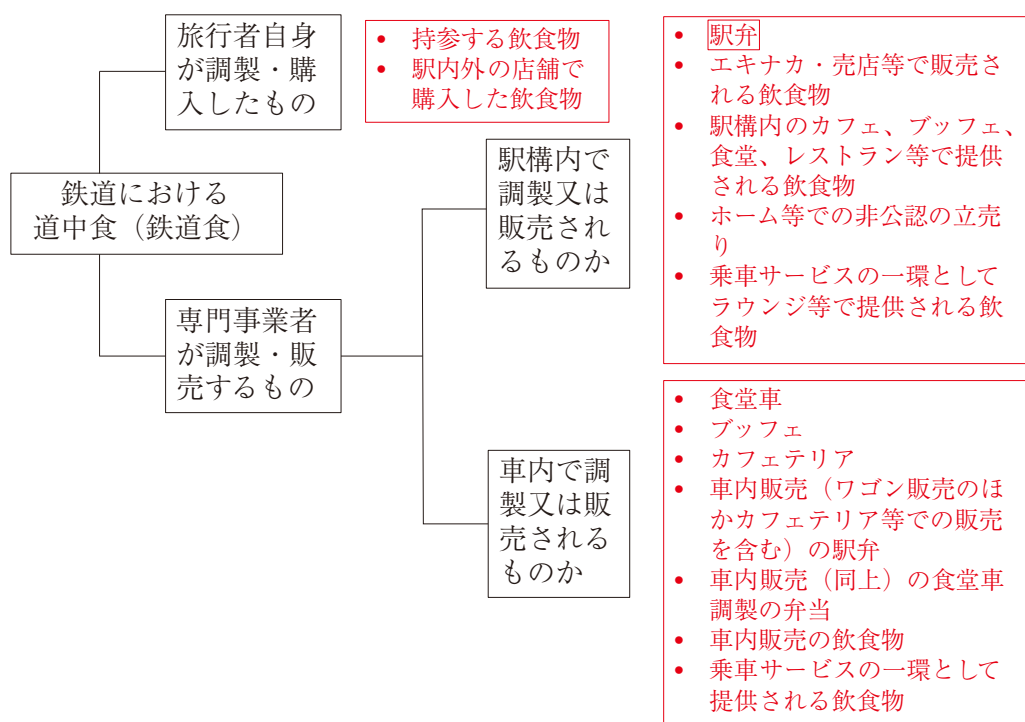 旅行者自身
が調製・購
入したもの
• 持参する飲食物
• 駅内外の店舗で
購入した飲食物
鉄道における
道中食（鉄道食）
専門事業者
が調製・販
売するもの
駅構内で
調製又は
販売され
るものか
• 駅弁
• エキナカ・売店等で販売さ
れる飲食物
• 駅構内のカフェ、ブッフェ、
食堂、レストラン等で提供
される飲食物
• ホーム等での非公認の立売
り
• 乗車サービスの一環として
ラウンジ等で提供される飲
食物
車内で調
製又は販
売される
ものか
• 食堂車
• ブッフェ
• カフェテリア
• 車内販売（ワゴン販売のほ
かカフェテリア等での販売
を含む）の駅弁
• 車内販売（同上）の食堂車
調製の弁当
• 車内販売の飲食物
• 乗車サービスの一環として
提供される飲食物